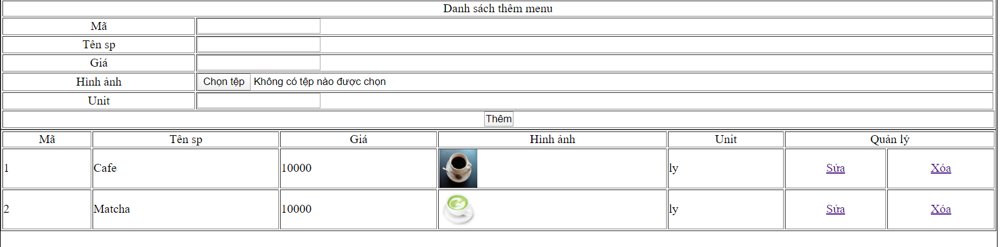 Danh sách thêm menu
Mã
Tên sp
Giá
Hình ảnh Chọn tệp Không có tệp nào được chọn
Unit
Thêm
Mã Tên sp Giá Hình ảnh Unit Quản lý
1 Cafe 10000 ly Sửa Xóa
2 Matcha 10000 ly Sửa Xóa